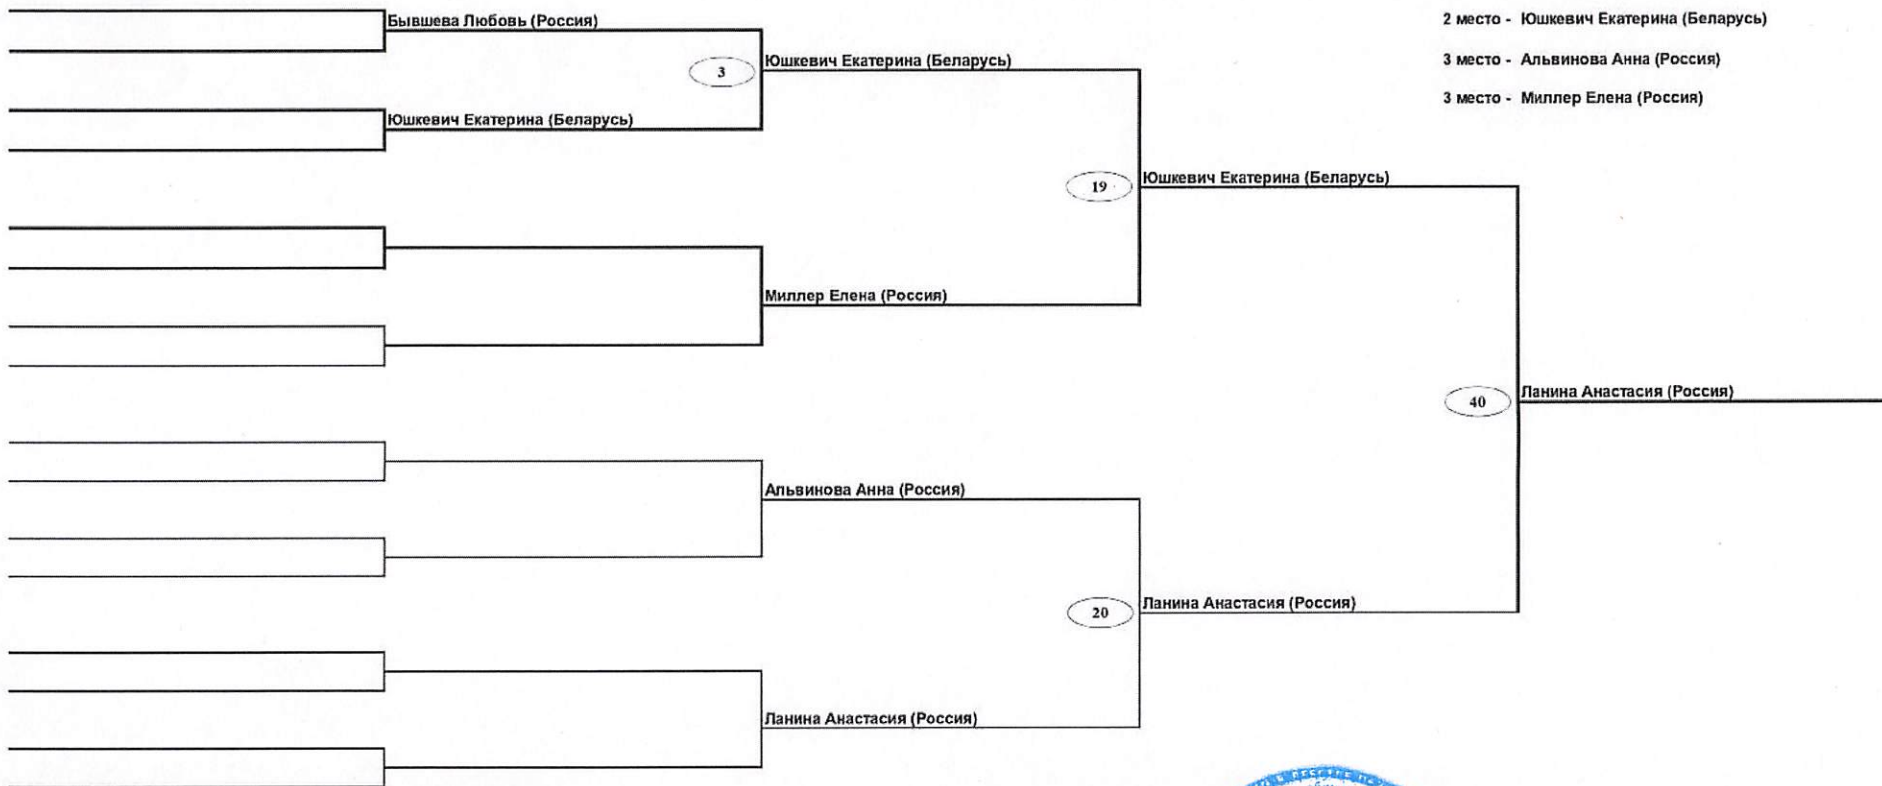 Бывшева Любовь (Россия)
2 место - Юшкевич Екатерина (Беларусь)
3
Юшкевич Екатерина (Беларусь)
3 место - Альвинова Анна (Россия)
3 место - Миллер Елена (Россия)
Юшкевич Екатерина (Беларусь)
19
Юшкевич Екатерина (Беларусь)
Миллер Елена (Россия)
40
Ланина Анастасия (Россия)
Альвинова Анна (Россия)
20
Ланина Анастасия (Россия)
Ланина Анастасия (Россия)